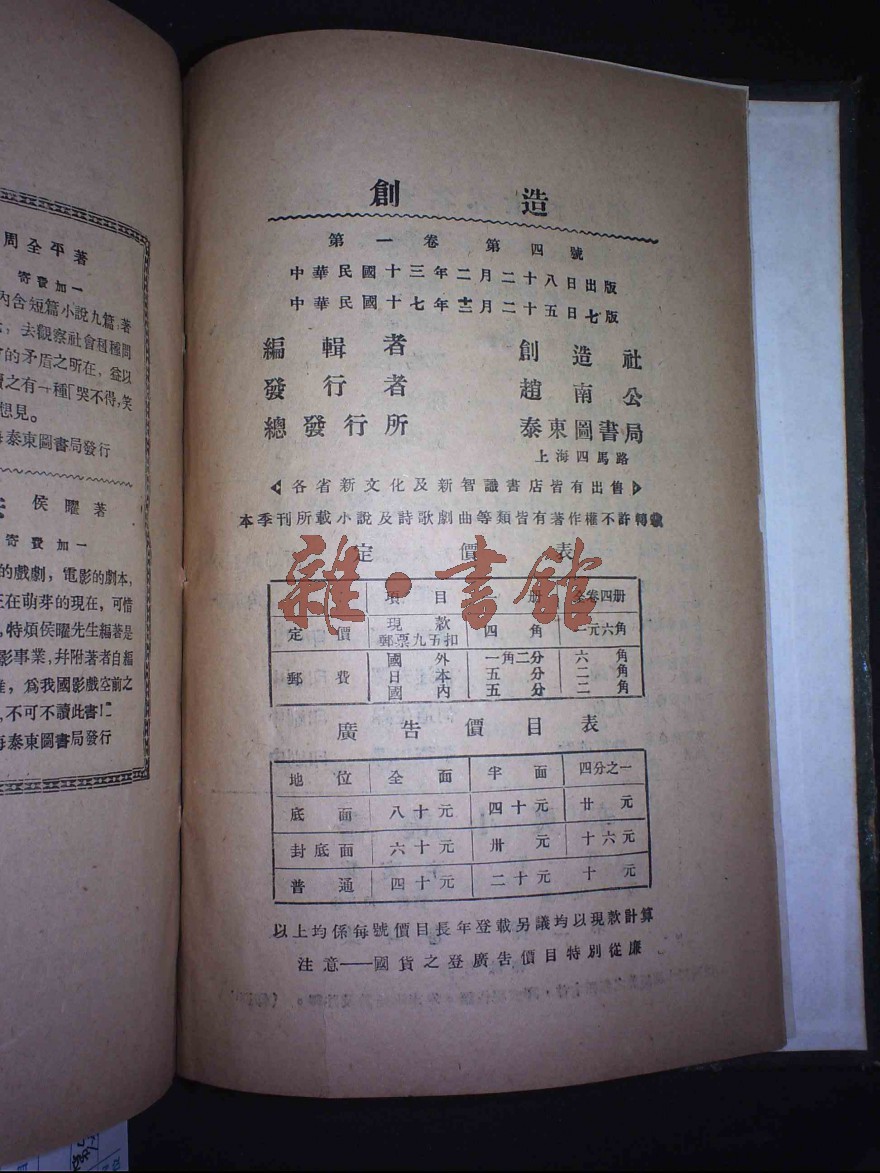 周全平著
寄費加一
內含短篇小說九篇；著
去觀察社會種種問
的矛盾之所在，益以
之有一種「哭不得，笑
想見。
泰東圖書局發行
侯曜著
寄費加一
的戲劇，電影的劇本，
在萌芽的現在，可惜
特煩侯曜先生編著是
影事業，幷附著者自編
，爲我國影戲空前之
，不可不讀此書！
泰東圖書局發行
創造
第一卷第四號
中華民國十三年二月二十八日出版
中華民國十七年十二月二十五日七版
編輯者 創造社
發行者 趙南公
總發行所 泰東圖書局
上海四馬路
各省新文化及新智識書店皆有出售
本季刊所載小說及詩歌劇曲等類皆有著作權不許轉載
定價表
項目 一册 全卷四册
定價 現款 郵票九五扣 四角 一元六角
郵費 國外 一角二分 六角
日本 五分 二角
國內 五分 二角
廣告價目表
地位 全面 半面 四分之一
底面 八十元 四十元 廿元
封底面 六十元 卅元 十六元
普通 四十元 二十元 十元
以上均係每號價目長年登載另議均以現款計算
注意——國貨之登廣告價目特別從廉
雜·書館